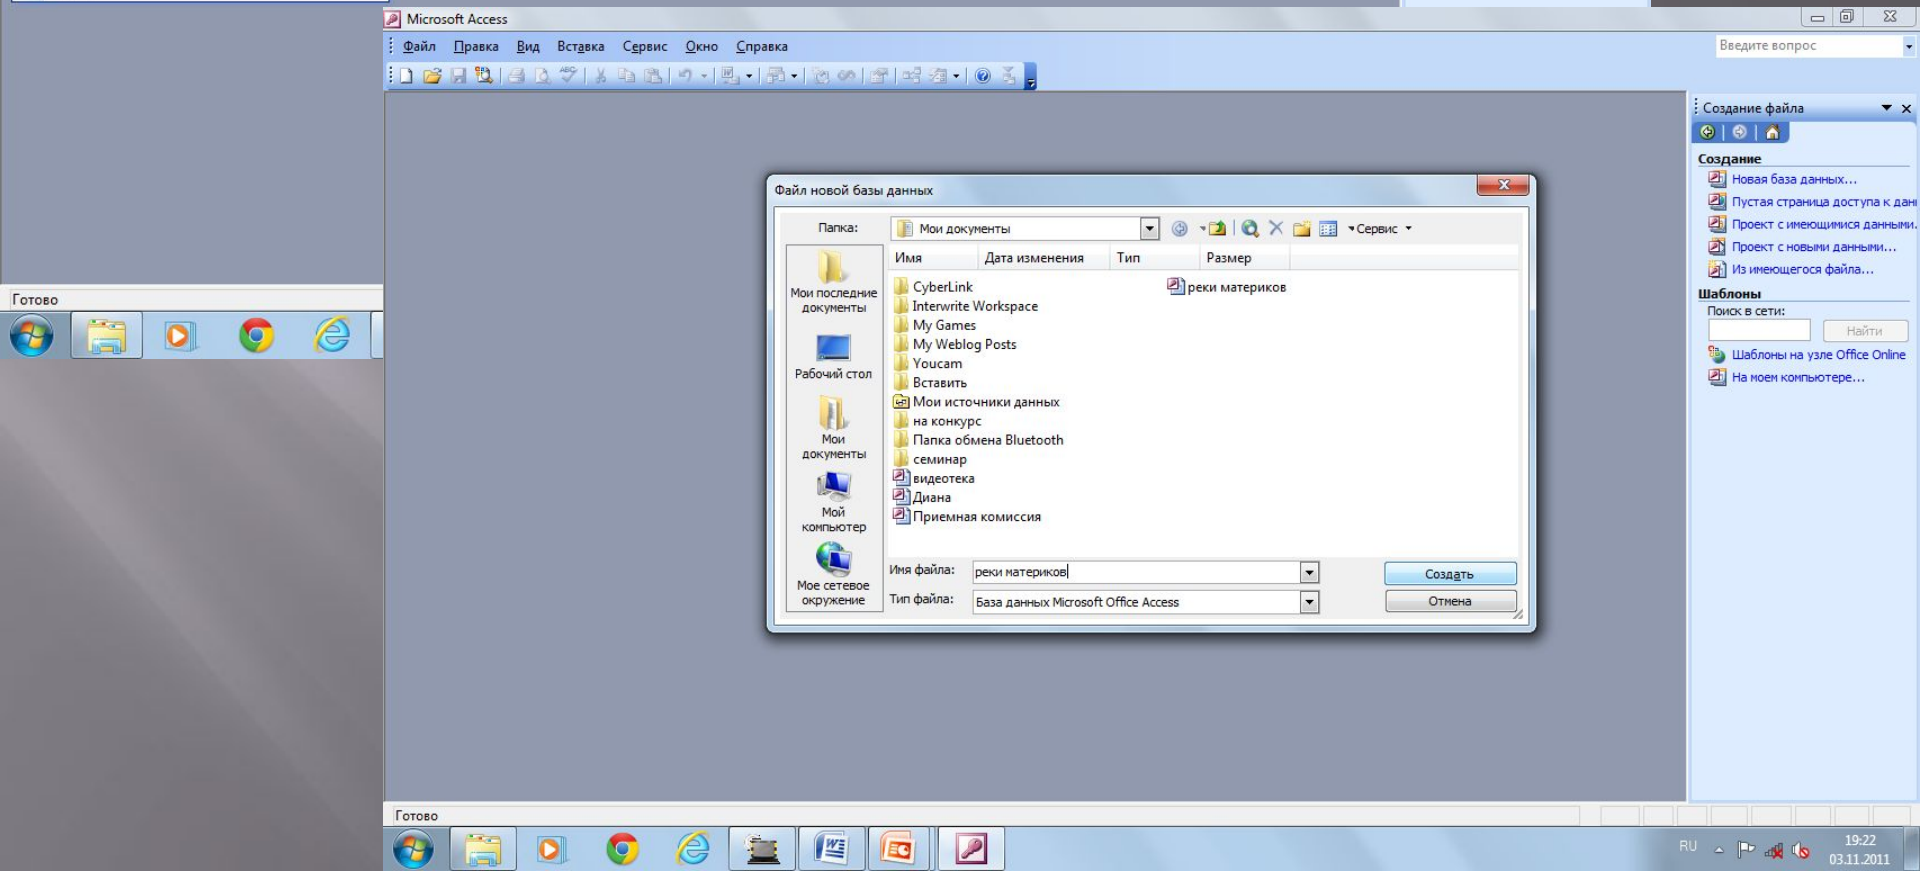 Microsoft Access
Файл Правка Вид Вставка Сервис Окно Справка
Введите вопрос
Создание файла
Создание
Новая база данных...
Пустая страница доступа к дан
Проект с имеющимися данными.
Проект с новыми данными...
Из имеющегося файла...
Шаблоны
Поиск в сети:
Найти
Шаблоны на узле Office Online
На моем компьютере...
Файл новой базы данных
Папка: Мои документы Сервис
Имя Дата изменения Тип Размер
Мои последние
документы
Рабочий стол
Мои
документы
Мой
компьютер
Мое сетевое
окружение
CyberLink
Interwrite Workspace
My Games
My Weblog Posts
Youcam
Вставить
Мои источники данных
на конкурс
Папка обмена Bluetooth
семинар
видеотека
Диана
Приемная комиссия
реки материков
Имя файла: реки материков Создать
Тип файла: База данных Microsoft Office Access Отмена
Готово
Готово
RU
19:22
03.11.2011